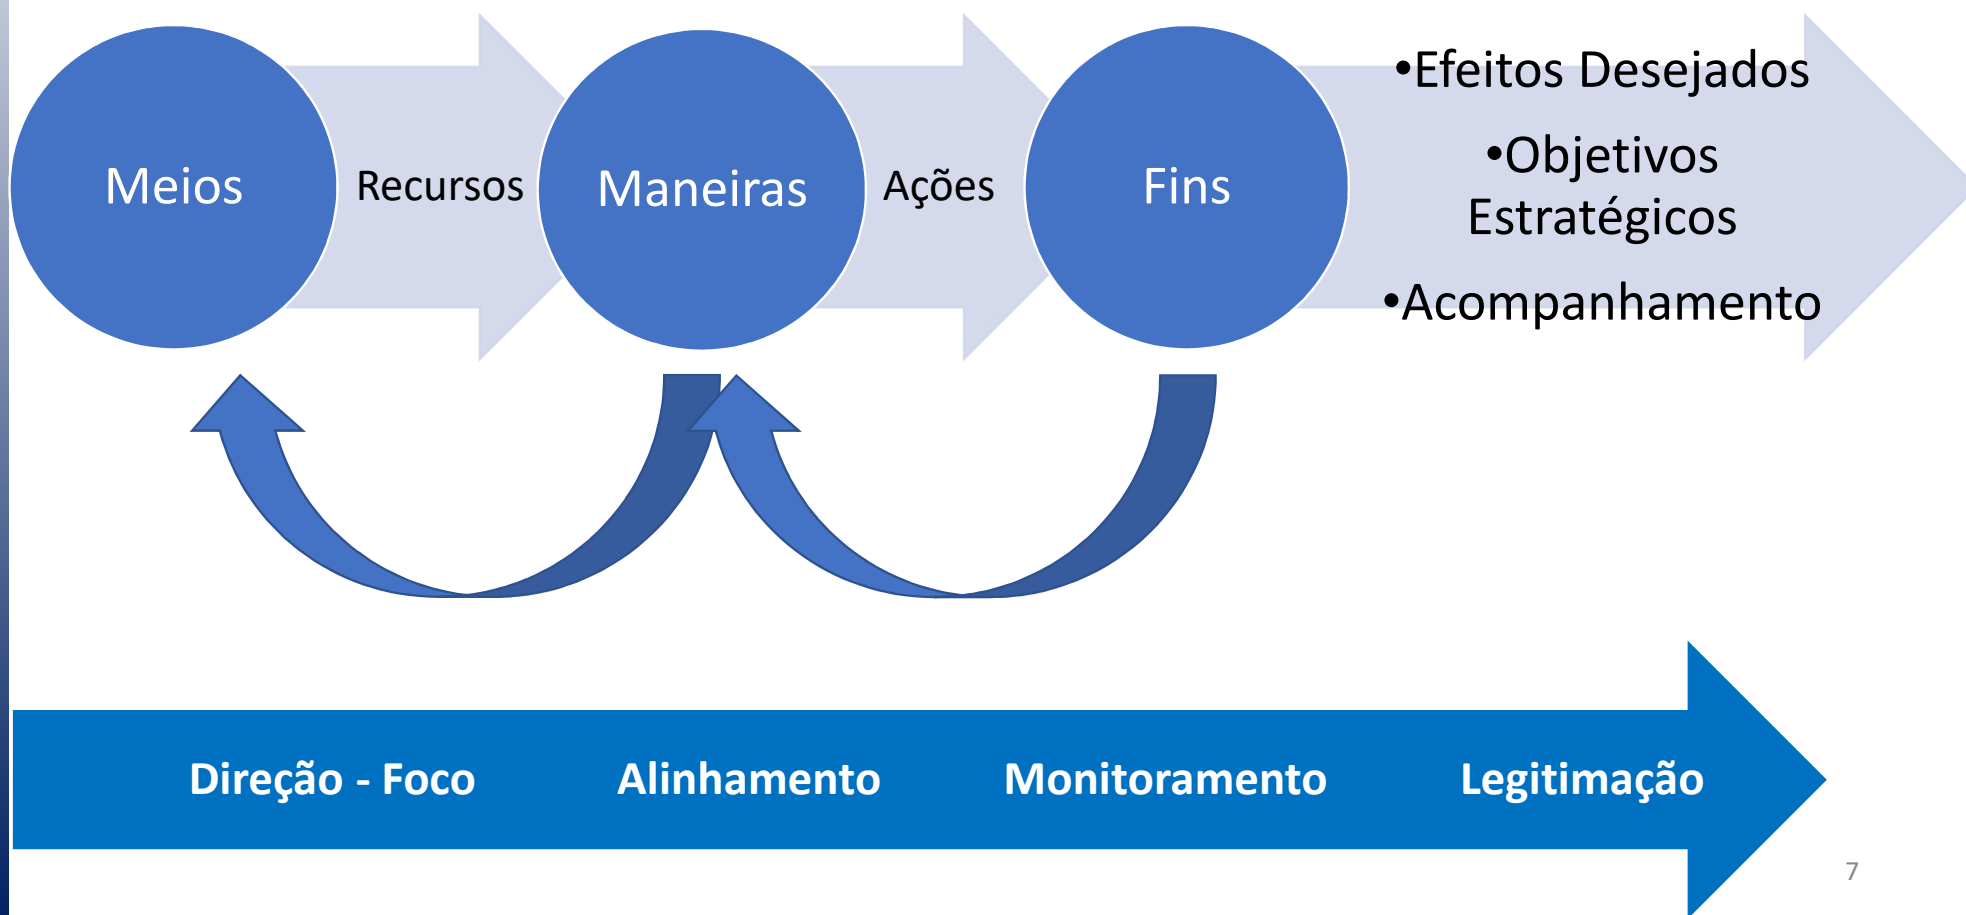 Meios
Recursos
Maneiras
Ações
Fins
•Efeitos Desejados
•Objetivos
Estratégicos
•Acompanhamento
Direção - Foco
Alinhamento
Monitoramento
Legitimação
7